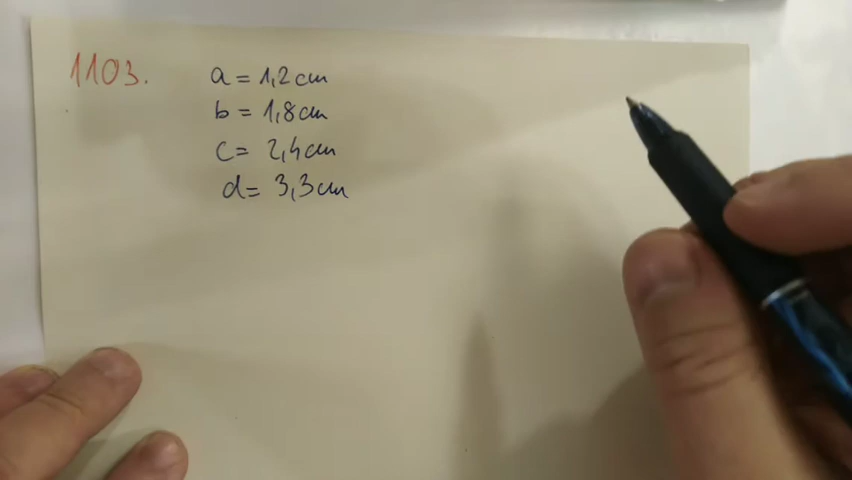 1103. a = 1,2 cm
b = 1,8 cm
c = 2,4 cm
d = 3,3 cm